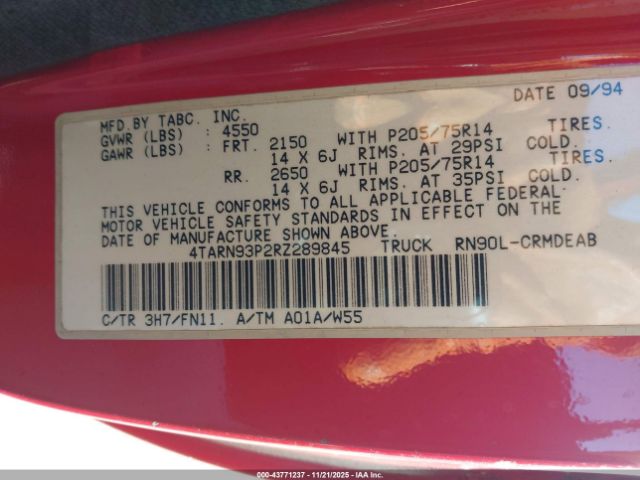 DATE 09/94
MFD.BY TABC. INC.
GVWR (LBS) : 4550
GAWR (LBS) : FRT. 2150 WITH P205/75R14 TIRES.
14 X 6J RIMS. AT 29PSI COLD.
RR. 2650 WITH P205/75R14 TIRES.
14 X 6J RIMS. AT 35PSI COLD.
THIS VEHICLE CONFORMS TO ALL APPLICABLE FEDERAL
MOTOR VEHICLE SAFETY STANDARDS IN EFFECT ON THE
DATE OF MANUFACTURE SHOWN ABOVE.
4TARN93P2RZ289845 TRUCK RN90L-CRMDEAB
C/TR 3H7/FN11. A/TM A01A/W55
000-43771237 - 11/21/2025 - IAA Inc.